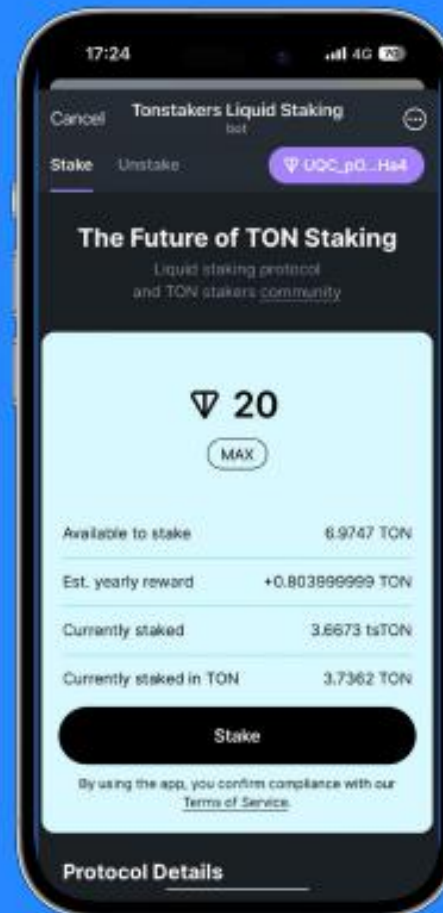 17:24
4G 70
Cancel
Tonstakers Liquid Staking
bot
Stake
Unstake
UQC_pO...Ha4
The Future of TON Staking
Liquid staking protocol
and TON stakers community
20
MAX
Available to stake 6.9747 TON
Est. yearly reward +0.803999999 TON
Currently staked 3.6673 tsTON
Currently staked in TON 3.7362 TON
Stake
By using the app, you confirm compliance with our
Terms of Service.
Protocol Details